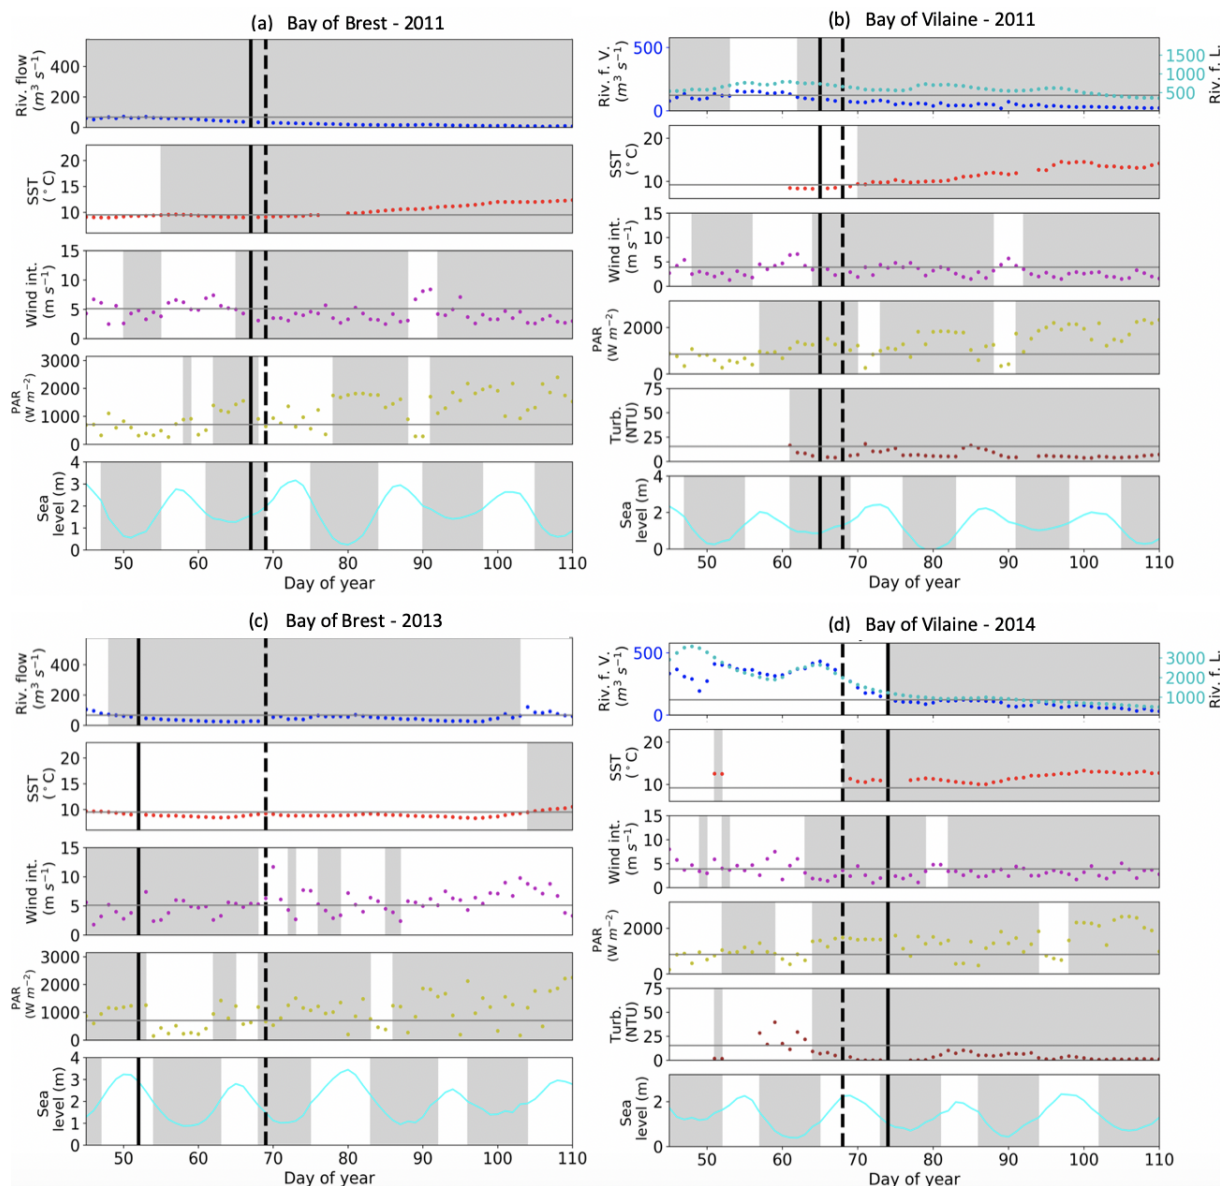 (a) Bay of Brest - 2011
Riv. flow
(m³ s⁻¹)
400
200
0
SST
(°C)
20
15
10
Wind int.
(m s⁻¹)
15
10
5
0
PAR
(W m⁻²)
3000
2000
1000
0
Sea
level (m)
4
3
2
1
0
50 60 70 80 90 100 110
Day of year
(b) Bay of Vilaine - 2011
Riv. f. V.
(m³ s⁻¹)
500
0
1500
1000
500
Riv. f. L.
SST
(°C)
20
10
Wind int.
(m s⁻¹)
15
10
5
0
PAR
(W m⁻²)
2000
0
Turb.
(NTU)
75
50
25
0
Sea
level (m)
4
2
0
50 60 70 80 90 100 110
Day of year
(c) Bay of Brest - 2013
Riv. flow
(m³ s⁻¹)
400
200
0
SST
(°C)
20
15
10
Wind int.
(m s⁻¹)
15
10
5
0
PAR
(W m⁻²)
3000
2000
1000
0
Sea
level (m)
4
3
2
1
0
50 60 70 80 90 100 110
Day of year
(d) Bay of Vilaine - 2014
Riv. f. V.
(m³ s⁻¹)
500
0
3000
2000
1000
Riv. f. L.
SST
(°C)
20
10
Wind int.
(m s⁻¹)
15
10
5
0
PAR
(W m⁻²)
2000
0
Turb.
(NTU)
75
50
25
0
Sea
level (m)
2
0
50 60 70 80 90 100 110
Day of year